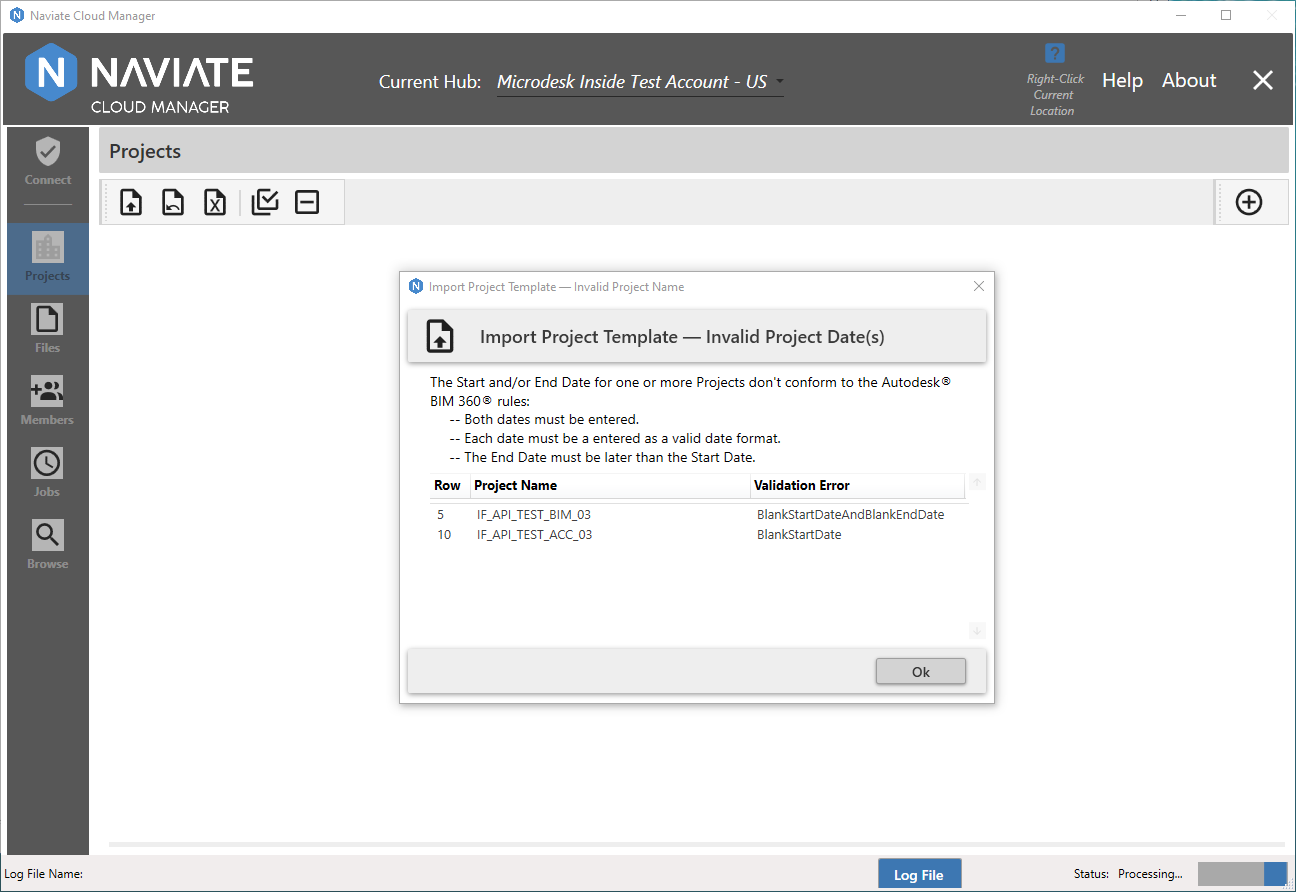 Naviate Cloud Manager
N NAVIATE
CLOUD MANAGER
Current Hub: Microdesk Inside Test Account - US
?
Right-Click
Current
Location
Help About
Connect
Projects
Files
Members
Jobs
Browse
Projects
Import Project Template — Invalid Project Name
Import Project Template — Invalid Project Date(s)
The Start and/or End Date for one or more Projects don't conform to the Autodesk®
BIM 360® rules:
-- Both dates must be entered.
-- Each date must be a entered as a valid date format.
-- The End Date must be later than the Start Date.
Row Project Name Validation Error
5 IF_API_TEST_BIM_03 BlankStartDateAndBlankEndDate
10 IF_API_TEST_ACC_03 BlankStartDate
Ok
Log File Name: Log File Status: Processing...